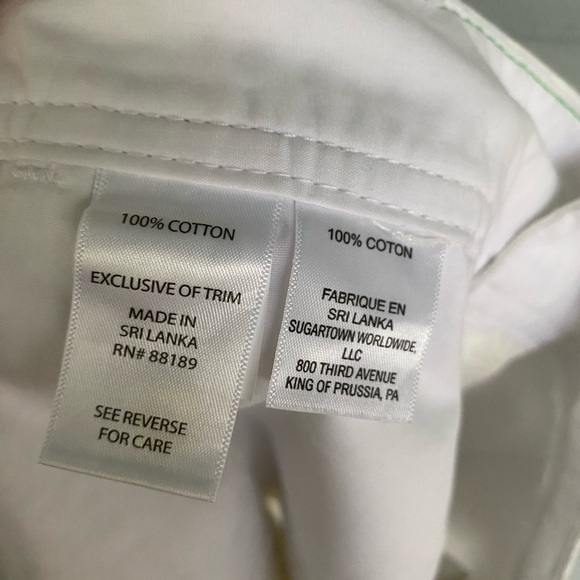 100% COTTON
EXCLUSIVE OF TRIM
MADE IN
SRI LANKA
RN# 88189
SEE REVERSE
FOR CARE
100% COTON
FABRIQUE EN
SRI LANKA
SUGARTOWN WORLDWIDE,
LLC
800 THIRD AVENUE
KING OF PRUSSIA, PA